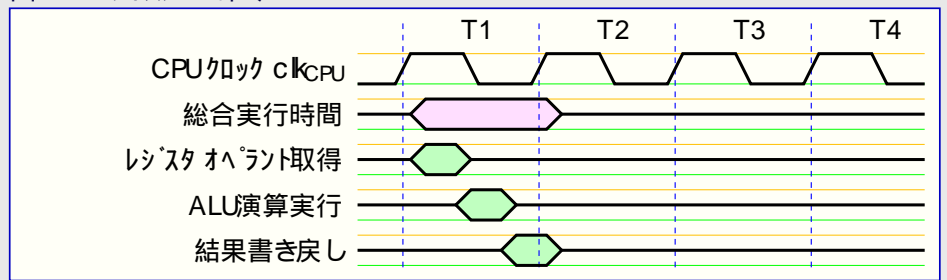 T1 T2 T3 T4
CPUｸﾛｯｸ clkCPU
総合実行時間
ﾚｼﾞｽﾀ ｵﾍﾟﾗﾝﾄﾞ取得
ALU演算実行
結果書き戻し